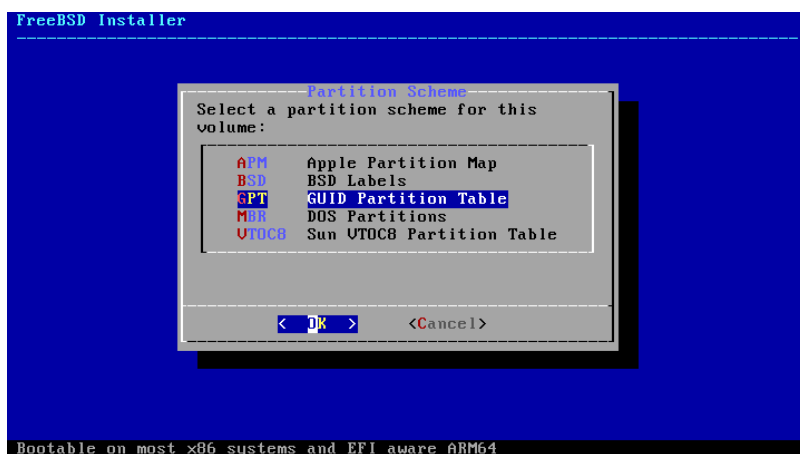 FreeBSD Installer
Partition Scheme
Select a partition scheme for this
volume:
APM Apple Partition Map
BSD BSD Labels
GPT GUID Partition Table
MBR DOS Partitions
VTOC8 Sun VTOC8 Partition Table
< OK > <Cancel>
Bootable on most x86 systems and EFI aware ARM64